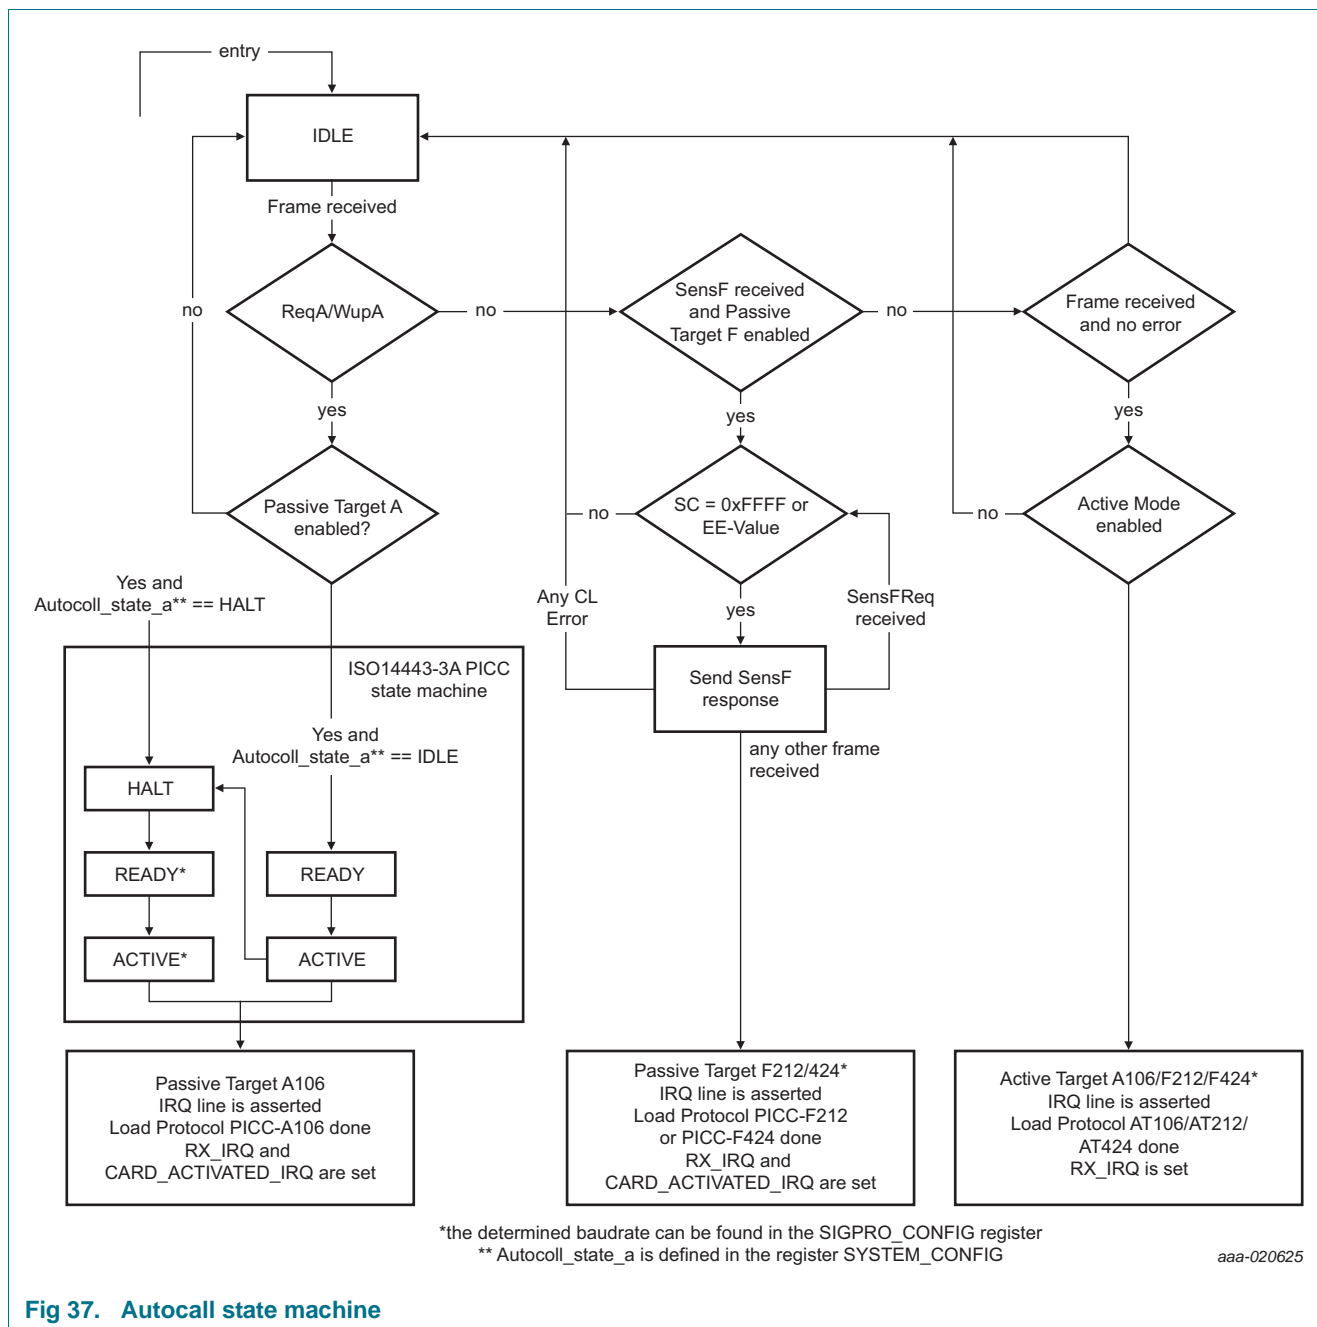 entry
IDLE
Frame received
ReqA/WupA
no
no
SensF received
and Passive
Target F enabled
no
Frame received
and no error
yes
yes
yes
Passive Target A
enabled?
SC = 0xFFFF or
EE-Value
no
Active Mode
enabled
no
Yes and
Autocoll_state_a** == HALT
Any CL
Error
yes
SensFReq
received
ISO14443-3A PICC
state machine
Send SensF
response
Yes and
Autocoll_state_a** == IDLE
any other frame
received
HALT
READY*
READY
ACTIVE*
ACTIVE
Passive Target A106
IRQ line is asserted
Load Protocol PICC-A106 done
RX_IRQ and
CARD_ACTIVATED_IRQ are set
Passive Target F212/424*
IRQ line is asserted
Load Protocol PICC-F212
or PICC-F424 done
RX_IRQ and
CARD_ACTIVATED_IRQ are set
Active Target A106/F212/F424*
IRQ line is asserted
Load Protocol AT106/AT212/
AT424 done
RX_IRQ is set
*the determined baudrate can be found in the SIGPRO_CONFIG register
** Autocoll_state_a is defined in the register SYSTEM_CONFIG
aaa-020625
Fig 37. Autocall state machine